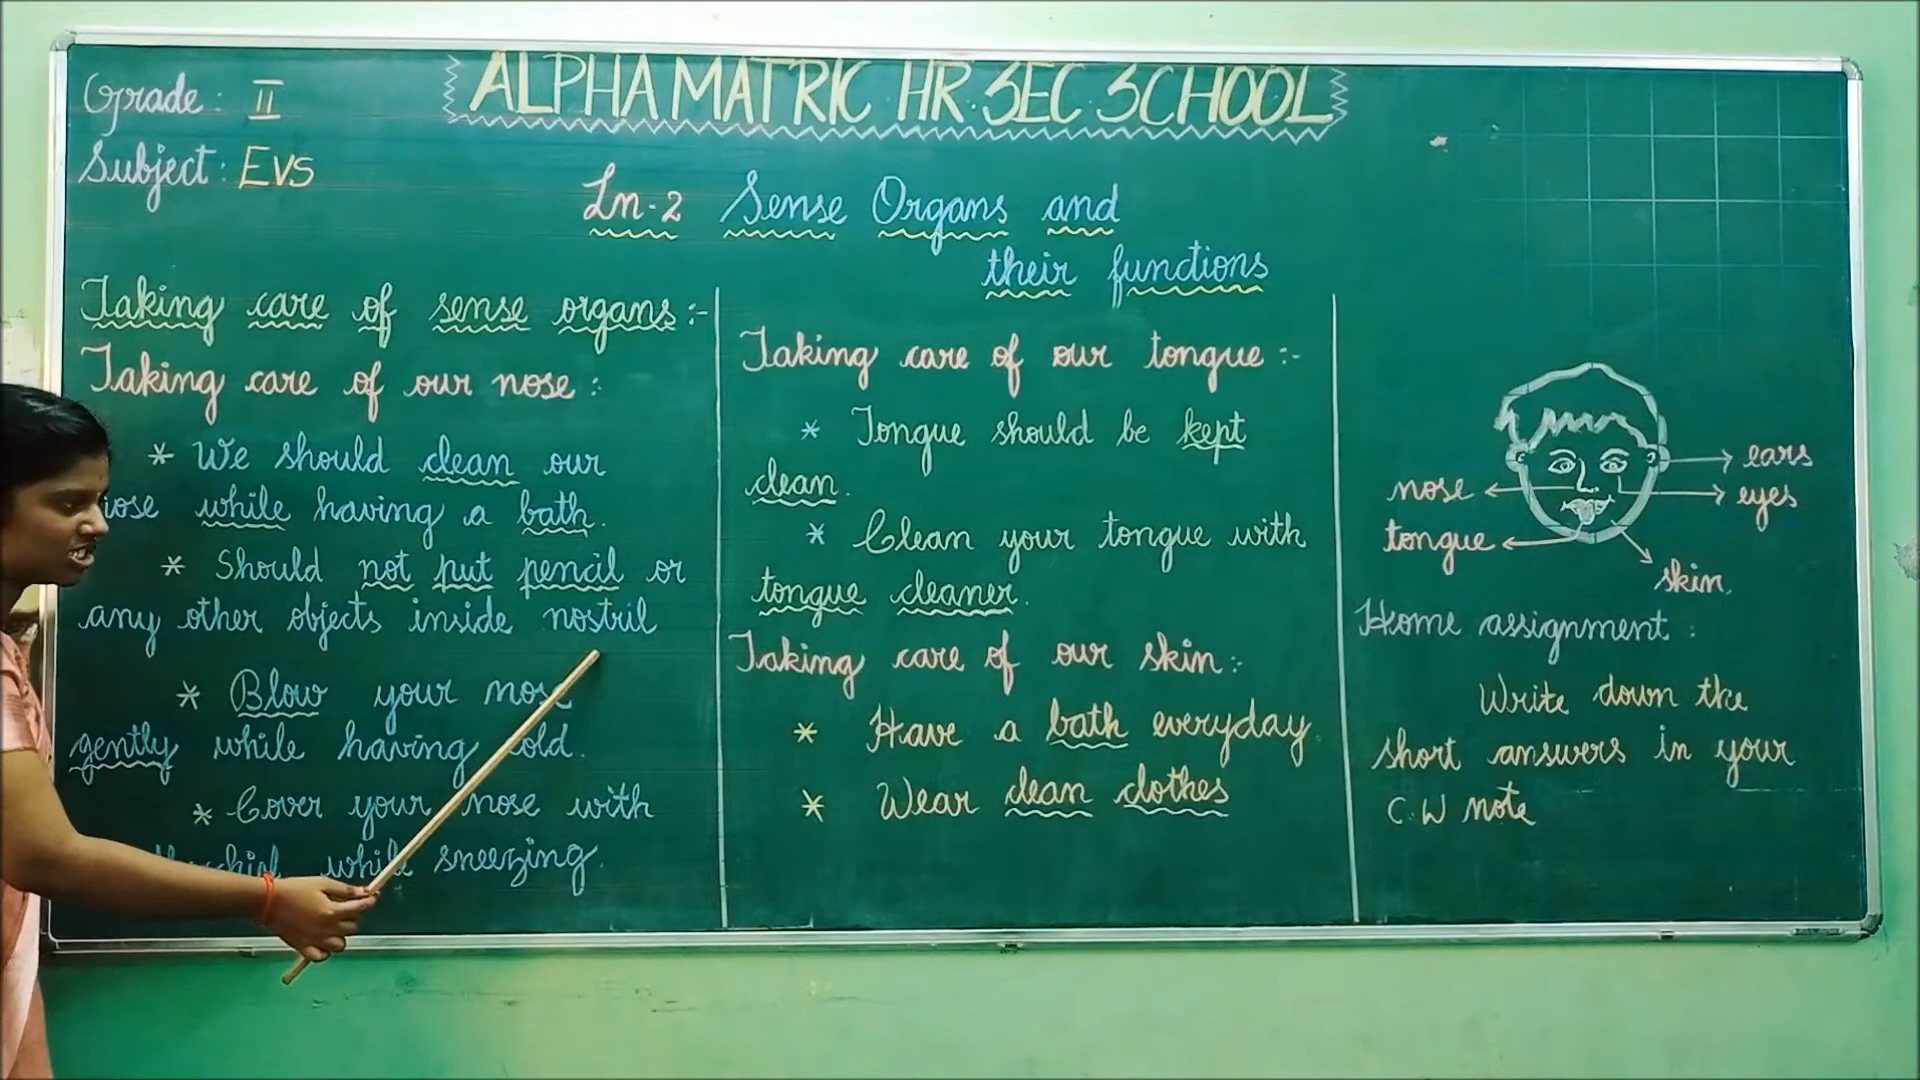 ALPHA MATRIC HR. SEC. SCHOOL
Grade : II
Subject : EVS
Ln-2 Sense Organs and
their functions
Taking care of sense organs :-
Taking care of our nose :
* We should clean our
nose while having a bath.
* Should not put pencil or
any other objects inside nostril
* Blow your nose
gently while having cold.
* Cover your nose with
while sneezing.
Taking care of our tongue :-
* Tongue should be kept
clean.
* Clean your tongue with
tongue cleaner.
Taking care of our skin :-
* Have a bath everyday
* Wear clean clothes
ears
nose
eyes
tongue
skin
Home assignment :
Write down the
short answers in your
C.W note